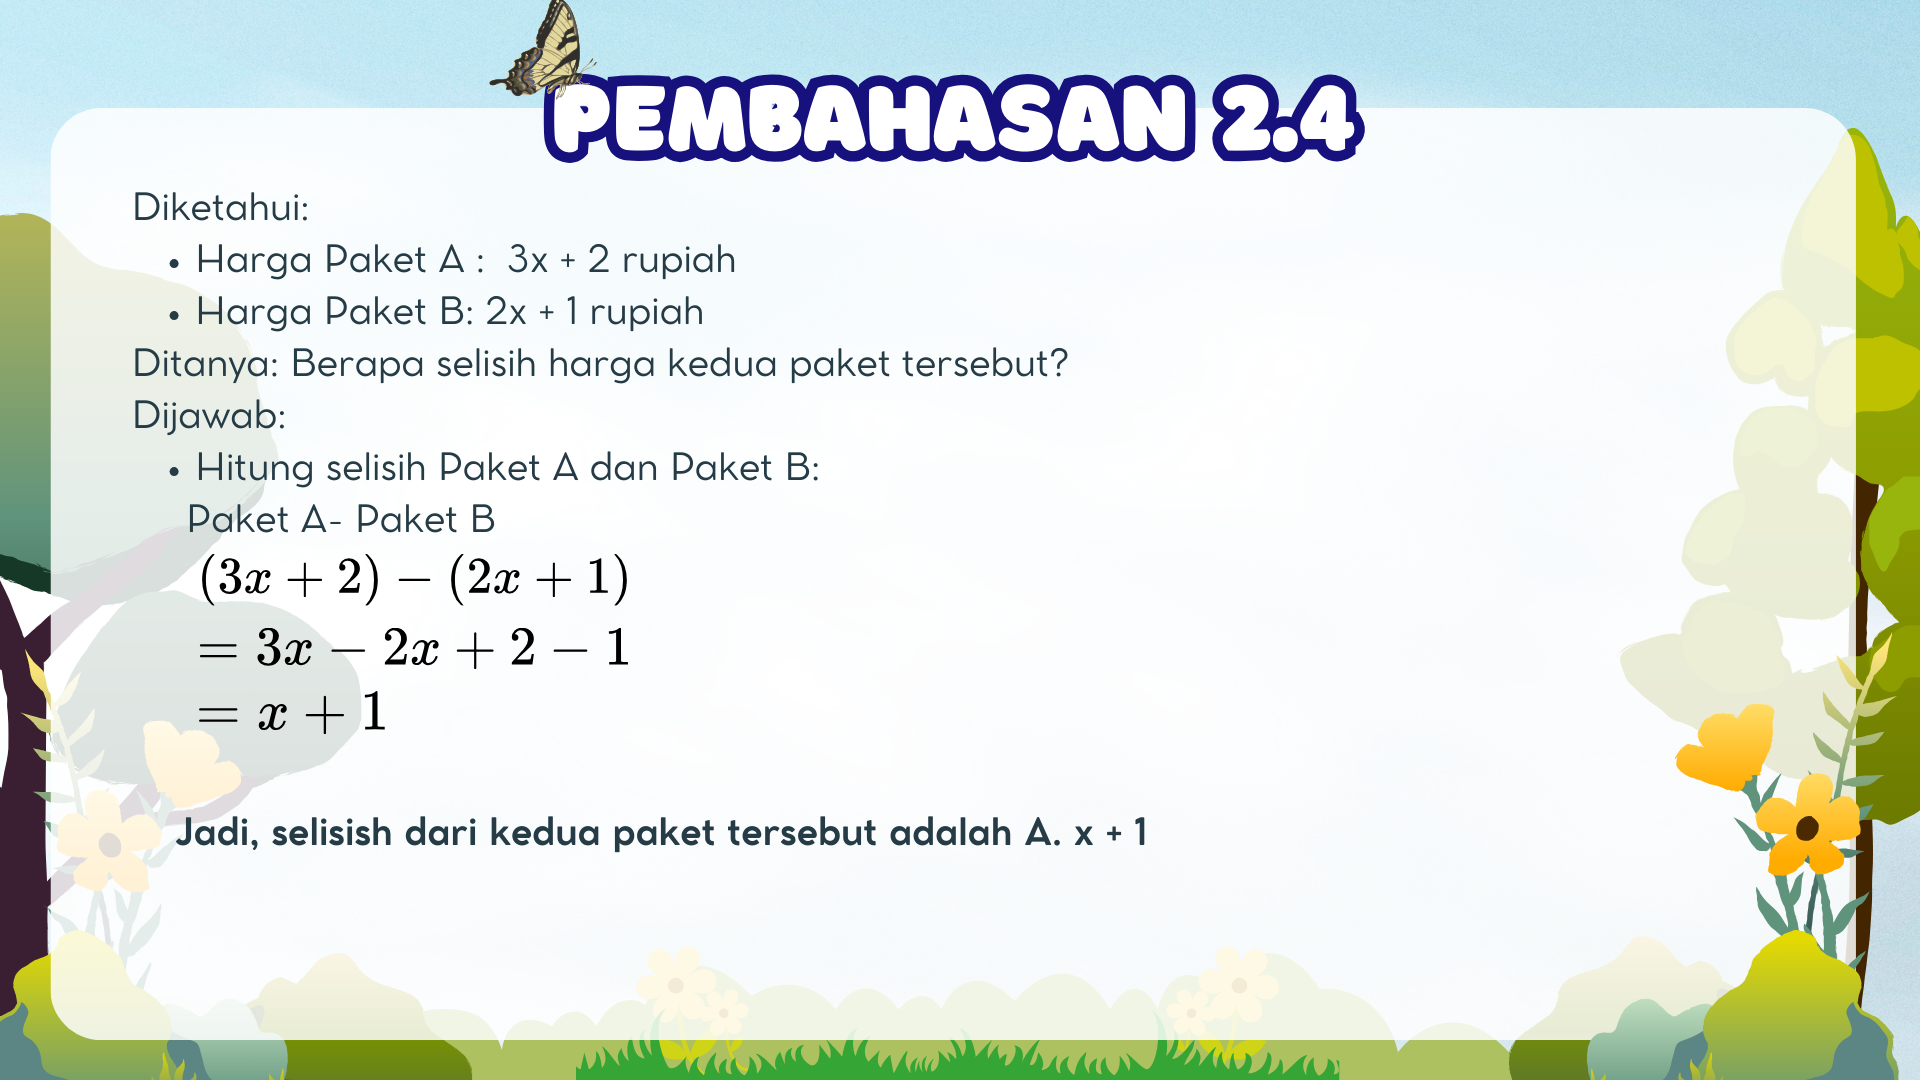 PEMBAHASAN 2.4
Diketahui:
• Harga Paket A :  3x + 2 rupiah
• Harga Paket B: 2x + 1 rupiah
Ditanya: Berapa selisih harga kedua paket tersebut?
Dijawab:
• Hitung selisih Paket A dan Paket B:
Paket A- Paket B
(3x + 2) − (2x + 1)
= 3x − 2x + 2 − 1
= x + 1
Jadi, selisish dari kedua paket tersebut adalah A. x + 1